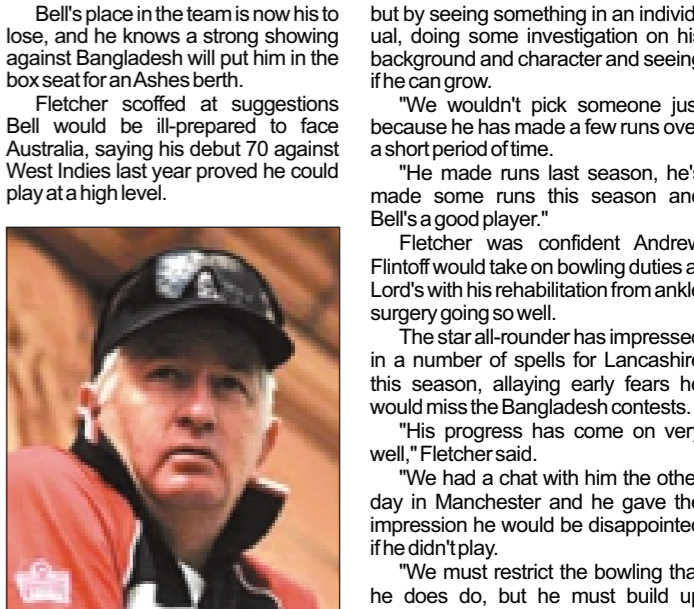 Bell's place in the team is now his to
lose, and he knows a strong showing
against Bangladesh will put him in the
box seat for an Ashes berth.
Fletcher scoffed at suggestions
Bell would be ill-prepared to face
Australia, saying his debut 70 against
West Indies last year proved he could
play at a high level.
but by seeing something in an individ
ual, doing some investigation on his
background and character and seeing
if he can grow.
"We wouldn't pick someone jus
because he has made a few runs ove
a short period of time.
"He made runs last season, he's
made some runs this season and
Bell's a good player."
Fletcher was confident Andrew
Flintoff would take on bowling duties a
Lord's with his rehabilitation from ankle
surgery going so well.
The star all-rounder has impressed
in a number of spells for Lancashire
this season, allaying early fears he
would miss the Bangladesh contests.
"His progress has come on very
well," Fletcher said.
"We had a chat with him the othe
day in Manchester and he gave the
impression he would be disappointed
if he didn't play.
"We must restrict the bowling tha
he does do, but he must build up